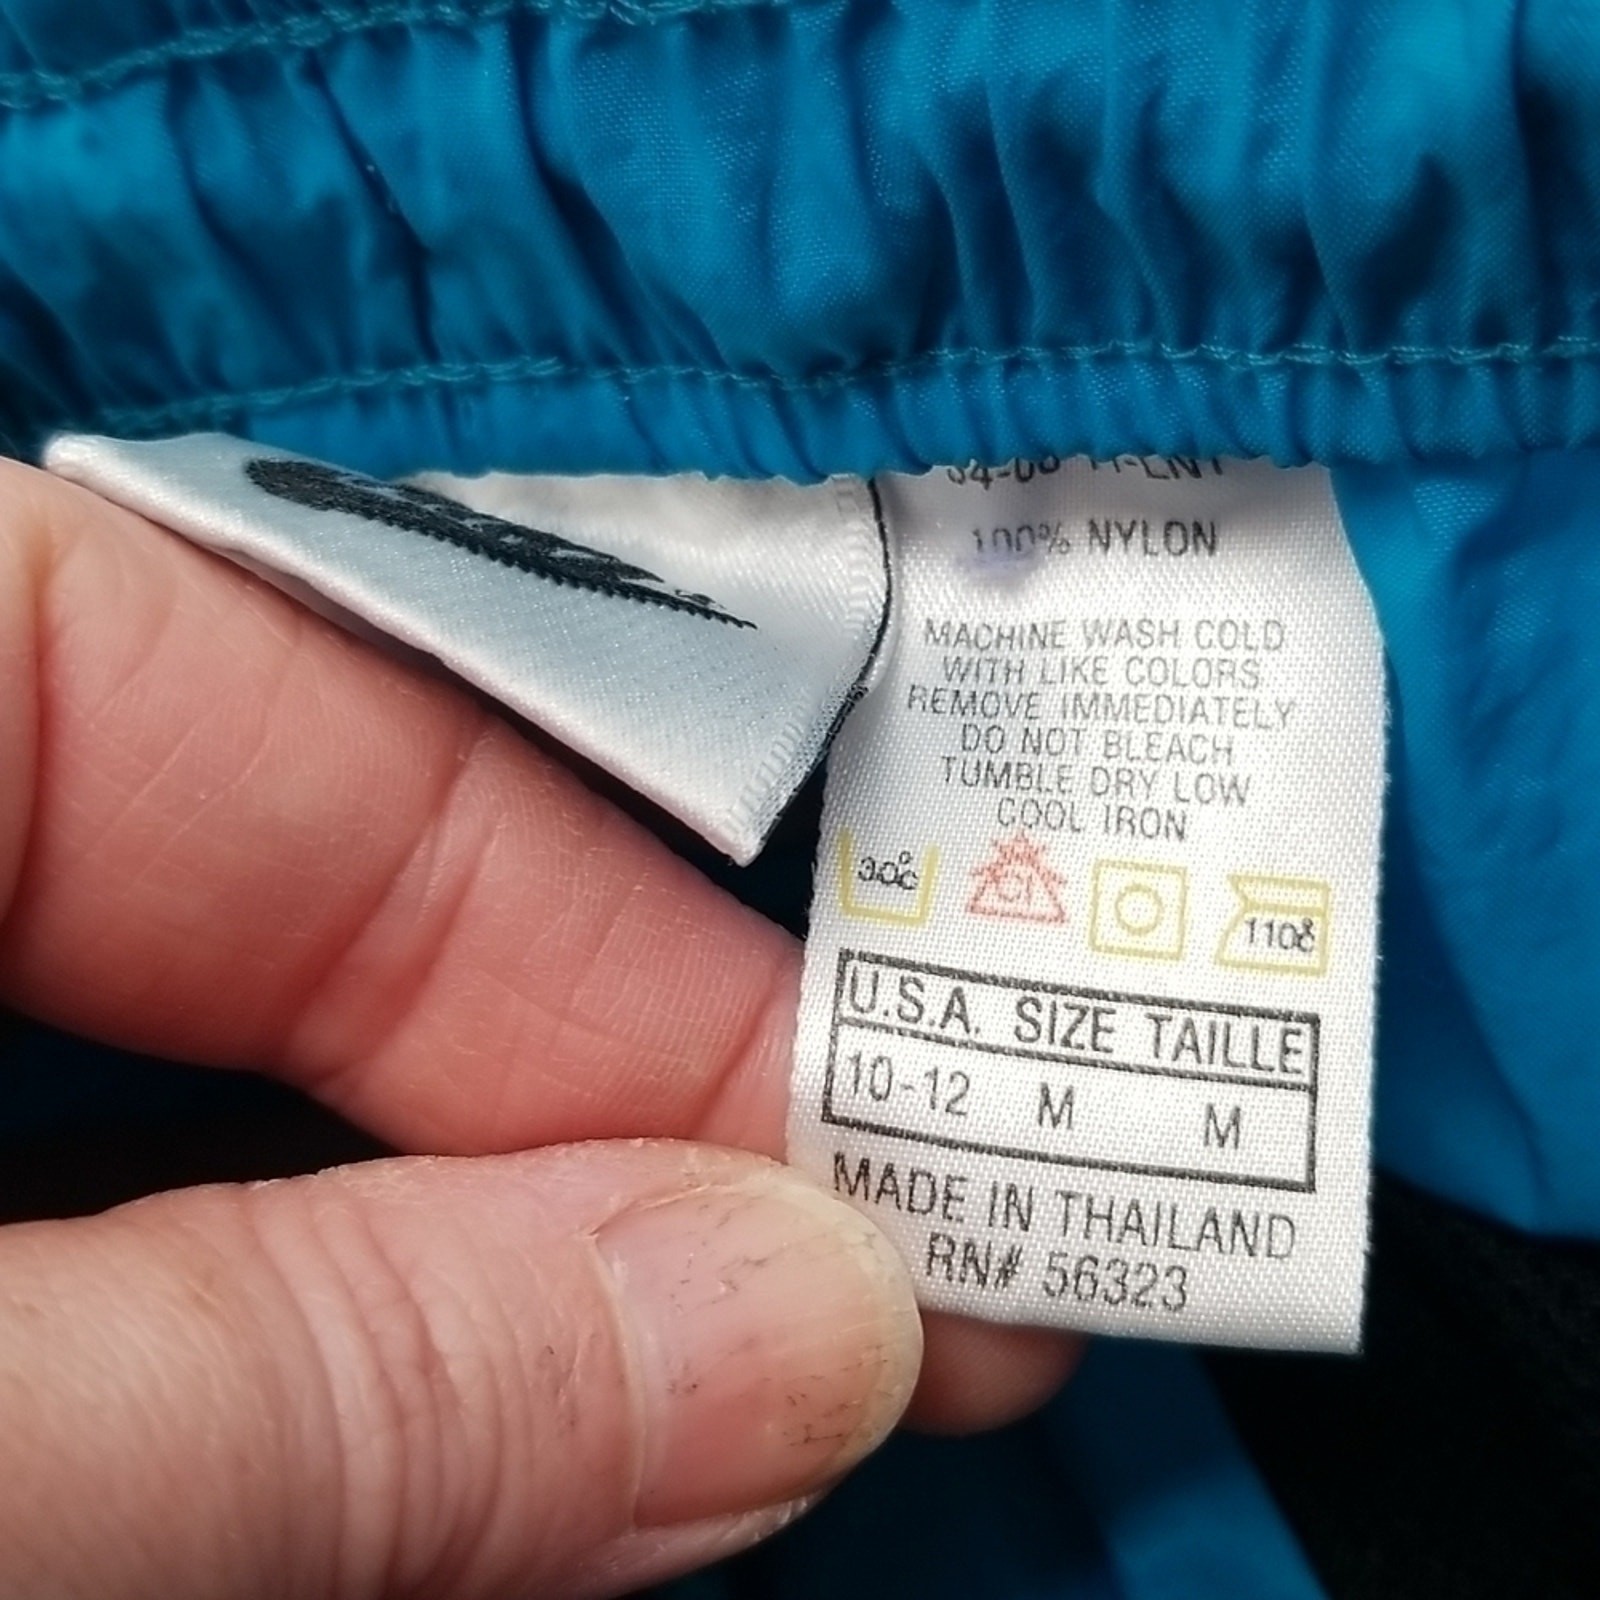 100% NYLON
MACHINE WASH COLD
WITH LIKE COLORS
REMOVE IMMEDIATELY
DO NOT BLEACH
TUMBLE DRY LOW
COOL IRON
30°C
Cl
110°C
U.S.A. SIZE TAILLE
10-12 M M
MADE IN THAILAND
RN# 56323